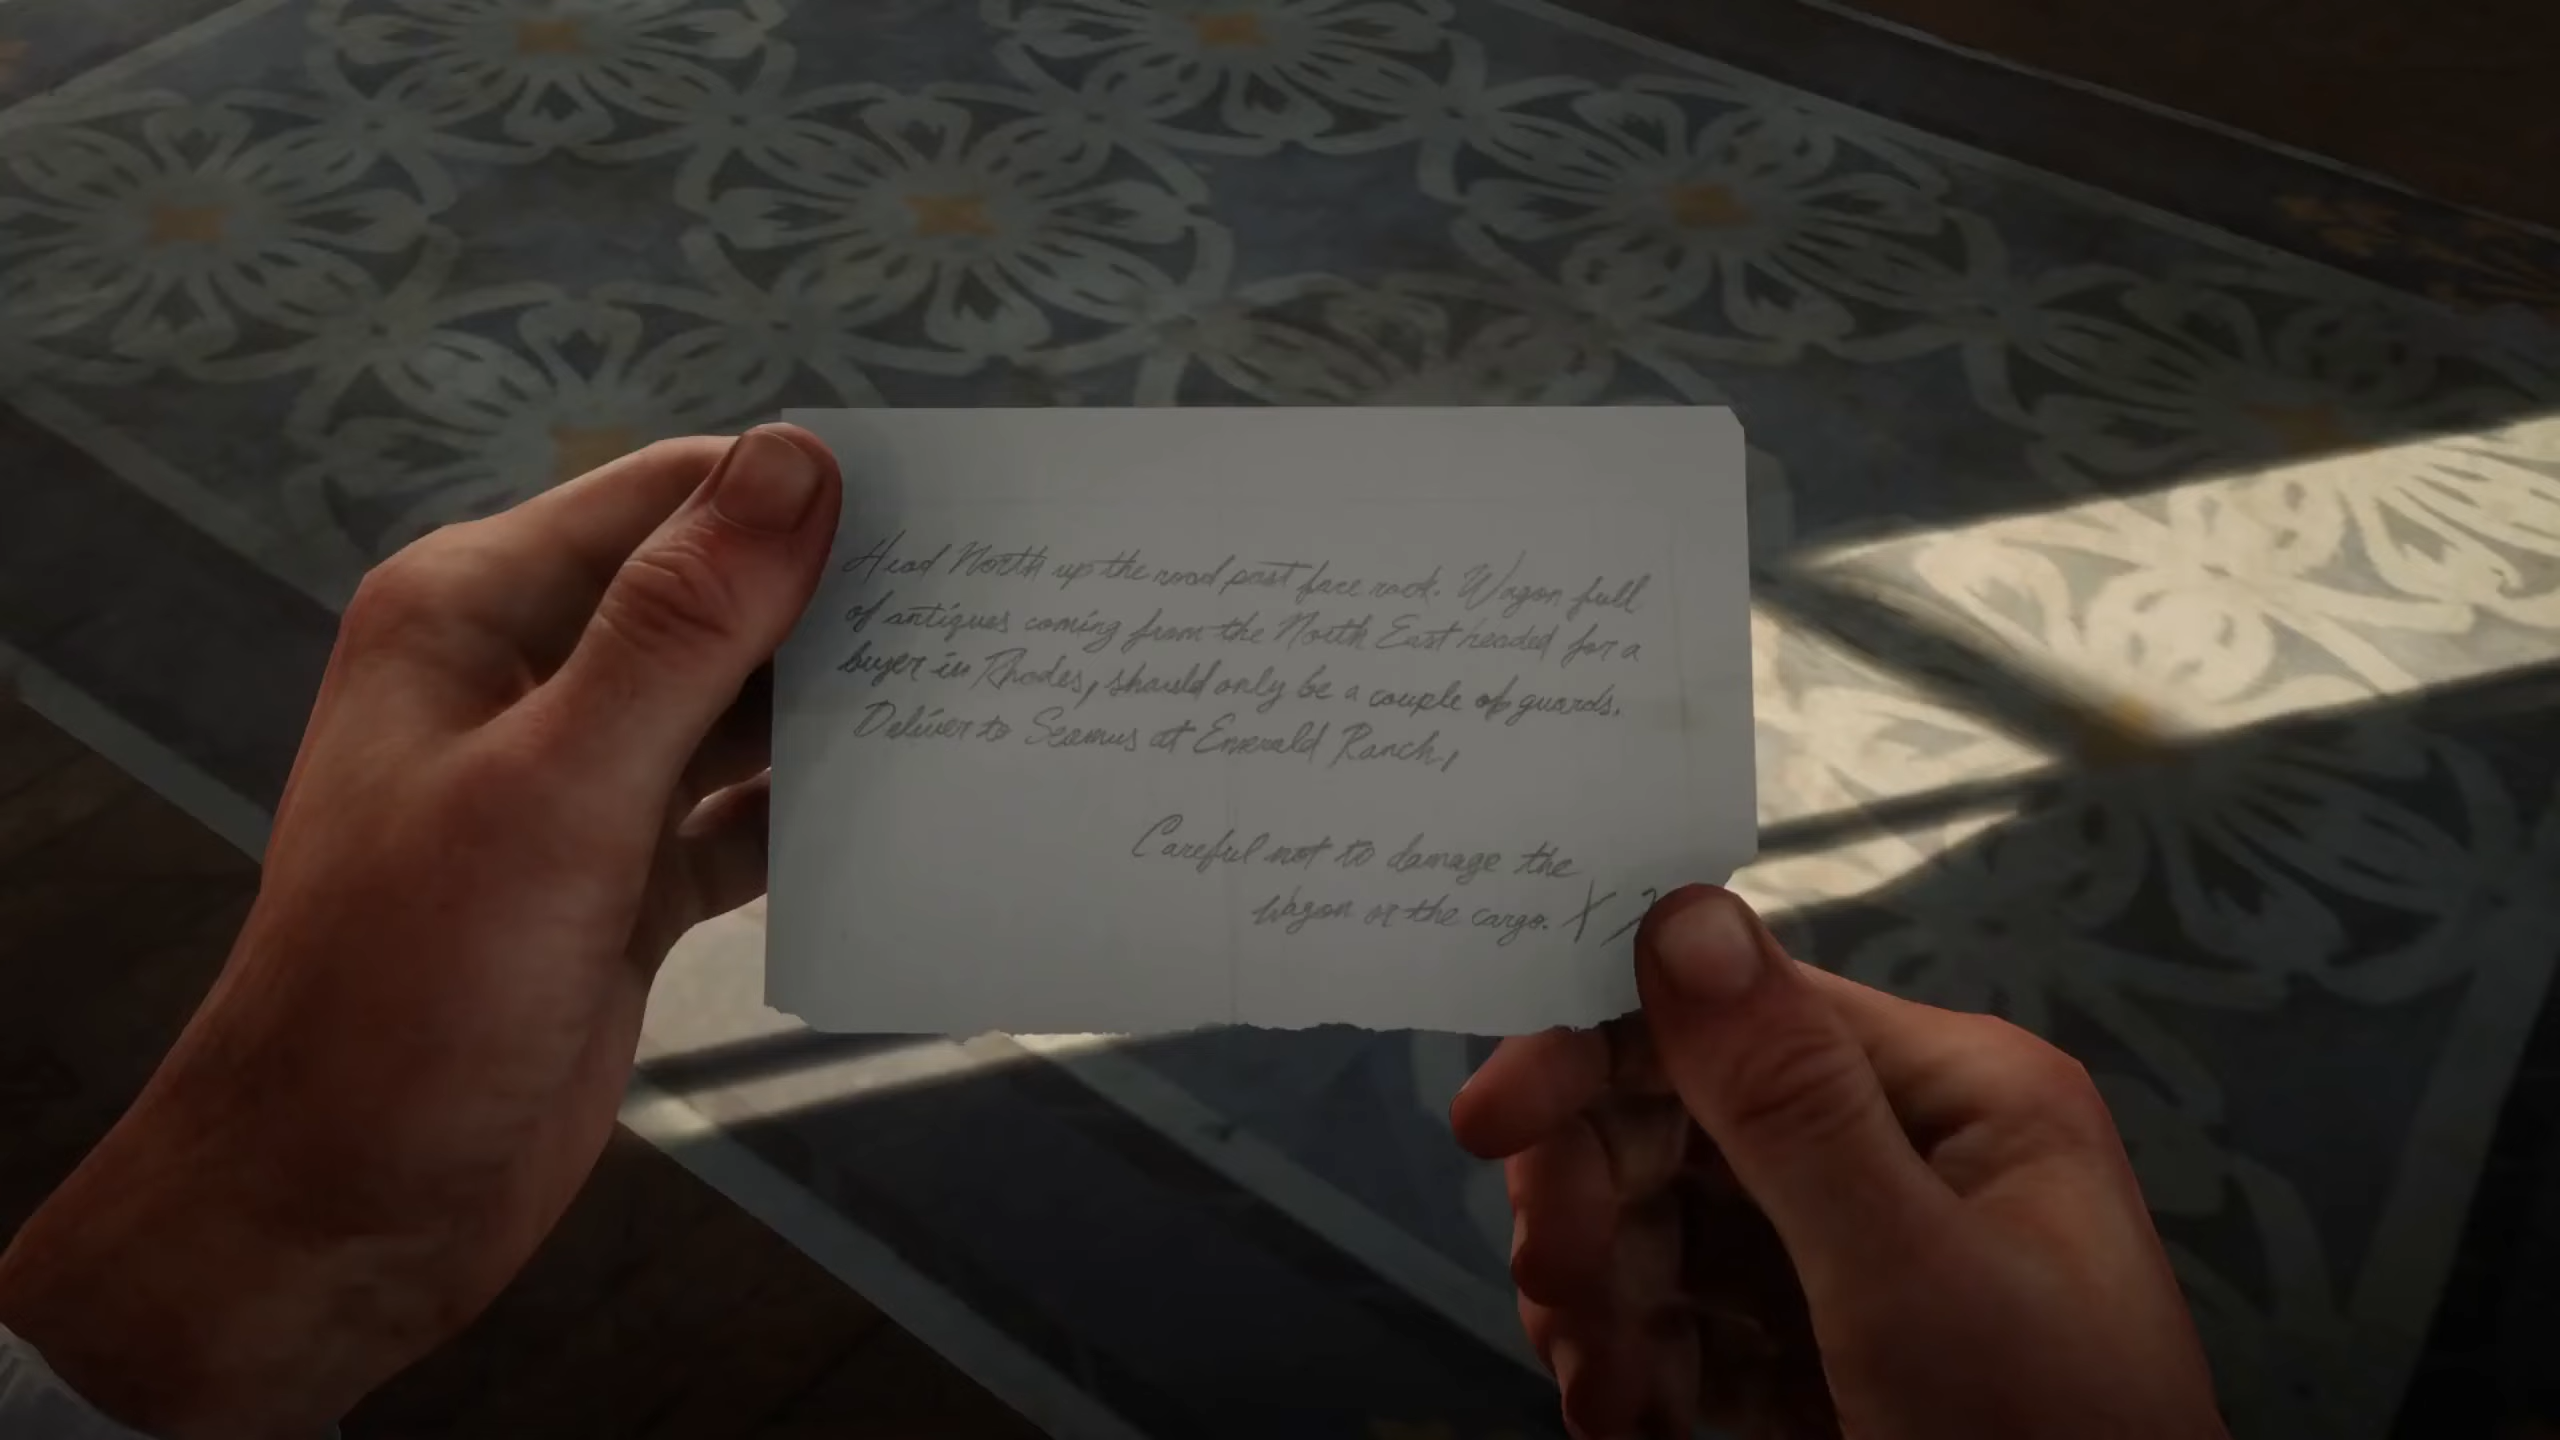 Head North up the road past face rock. Wagon full
of antiques coming from the North East headed for a
buyer in Rhodes, should only be a couple of guards.
Deliver to Seamus at Emerald Ranch,
Careful not to damage the
wagon or the cargo. X